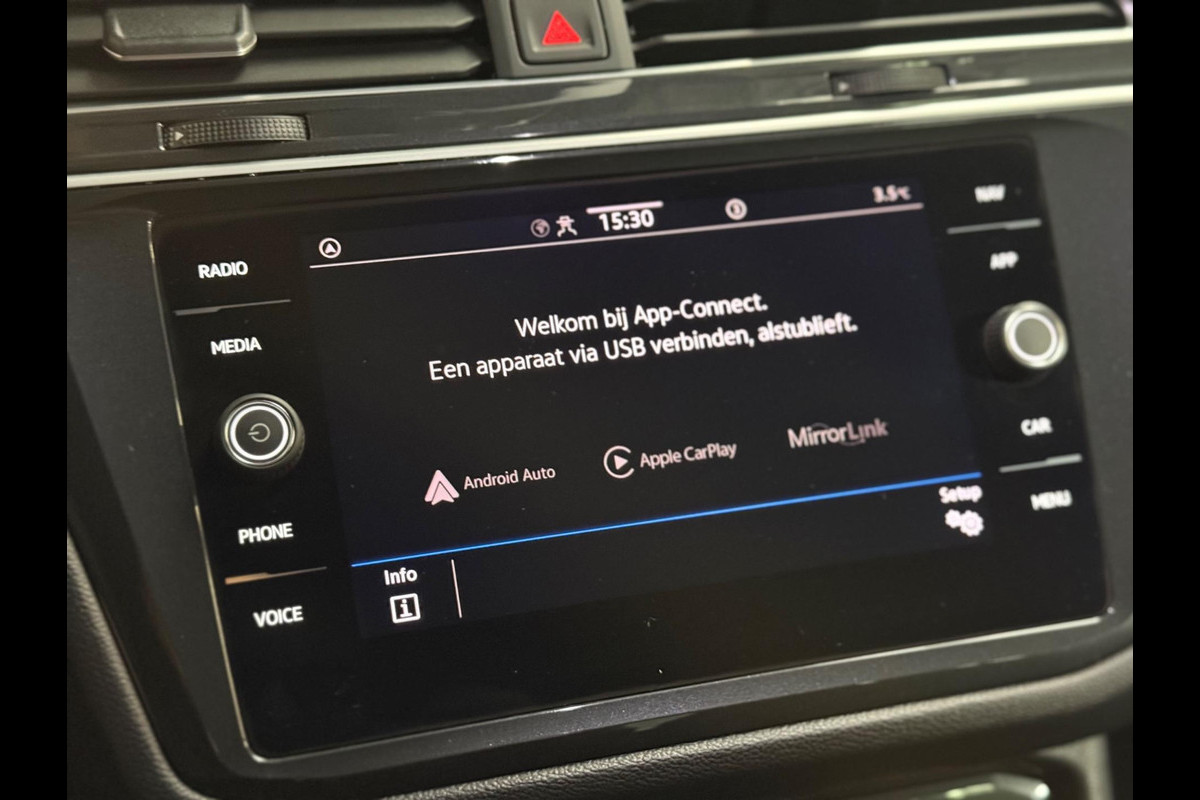 15:30
3.5°C
NAV
RADIO
APP
MEDIA
Welkom bij App-Connect.
Een apparaat via USB verbinden, alstublieft.
Android Auto
Apple CarPlay
MirrorLink
CAR
Setup
MENU
PHONE
Info
i
VOICE